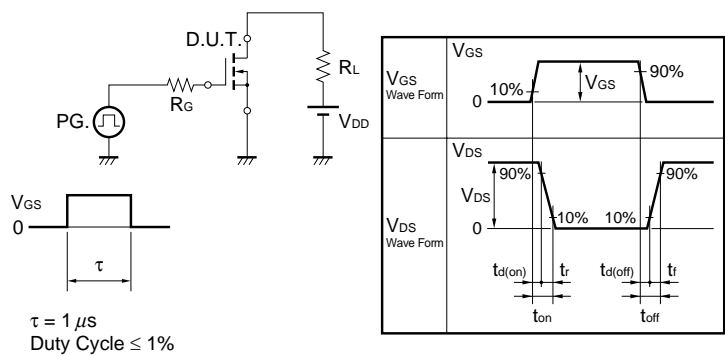 D.U.T.
RL
RG
PG.
VDD
VGS
0
τ
τ = 1 μs
Duty Cycle ≤ 1%
VGS
Wave Form
VGS
10%
VGS
90%
0
VDS
Wave Form
VDS
90%
VDS
90%
10%
10%
0
td(on)
tr
td(off)
tf
ton
toff